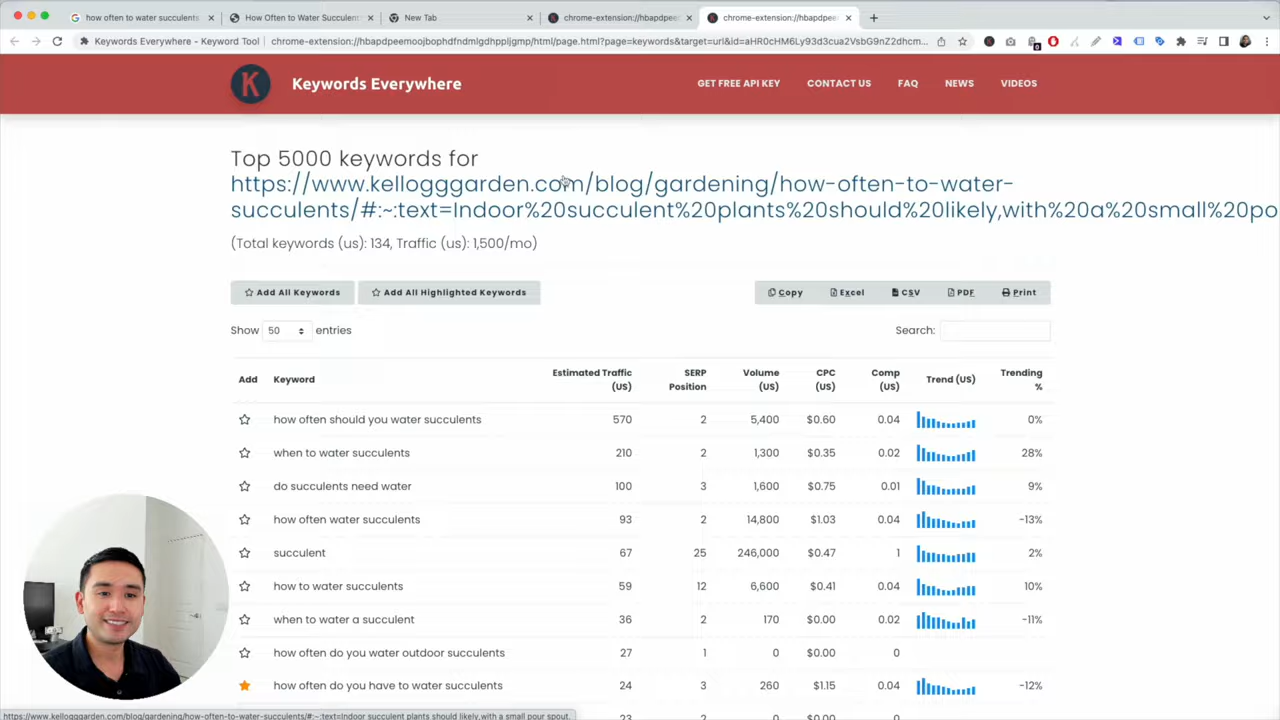 how often to water succulents
How Often to Water Succulent
New Tab
chrome-extension://hbapdpee
chrome-extension://hbapdpee
Keywords Everywhere - Keyword Tool
chrome-extension://hbapdpeemoojbophdfndmlgdhppljgmp/html/page.html?page=keywords&target=url&id=aHR0cHM6Ly93d3cua2VsbG9nZ2dhcm...
K
Keywords Everywhere
GET FREE API KEY
CONTACT US
FAQ
NEWS
VIDEOS
Top 5000 keywords for
https://www.kellogggarden.com/blog/gardening/how-often-to-water-
succulents/#:~:text=Indoor%20succulent%20plants%20should%20likely,with%20a%20small%20po
(Total keywords (us): 134, Traffic (us): 1,500/mo)
Add All Keywords
Add All Highlighted Keywords
Copy
Excel
CSV
PDF
Print
Show 50 entries
Search:
Add Keyword Estimated Traffic (US) SERP Position Volume (US) CPC (US) Comp (US) Trend (US) Trending %
how often should you water succulents 570 2 5,400 $0.60 0.04 0%
when to water succulents 210 2 1,300 $0.35 0.02 28%
do succulents need water 100 3 1,600 $0.75 0.01 9%
how often water succulents 93 2 14,800 $1.03 0.04 -13%
succulent 67 25 246,000 $0.47 1 2%
how to water succulents 59 12 6,600 $0.41 0.04 10%
when to water a succulent 36 2 170 $0.00 0.02 -11%
how often do you water outdoor succulents 27 1 0 $0.00 0
how often do you have to water succulents 24 3 260 $1.15 0.04 -12%
23 2 0 $0.00 0
https://www.kellogggarden.com/blog/gardening/how-often-to-water-succulents/#:~:text=Indoor succulent plants should likely,with a small pour spout.